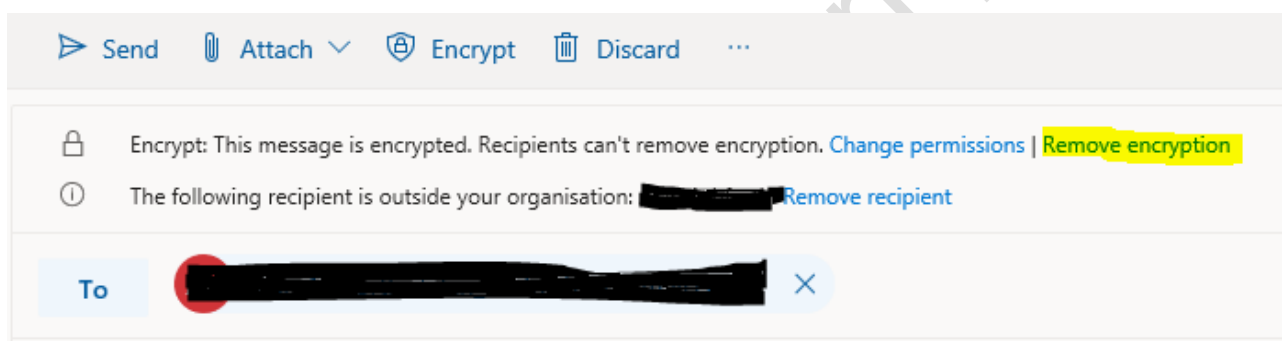 Send Attach Encrypt Discard ...
Encrypt: This message is encrypted. Recipients can't remove encryption. Change permissions | Remove encryption
The following recipient is outside your organisation: Remove recipient
To